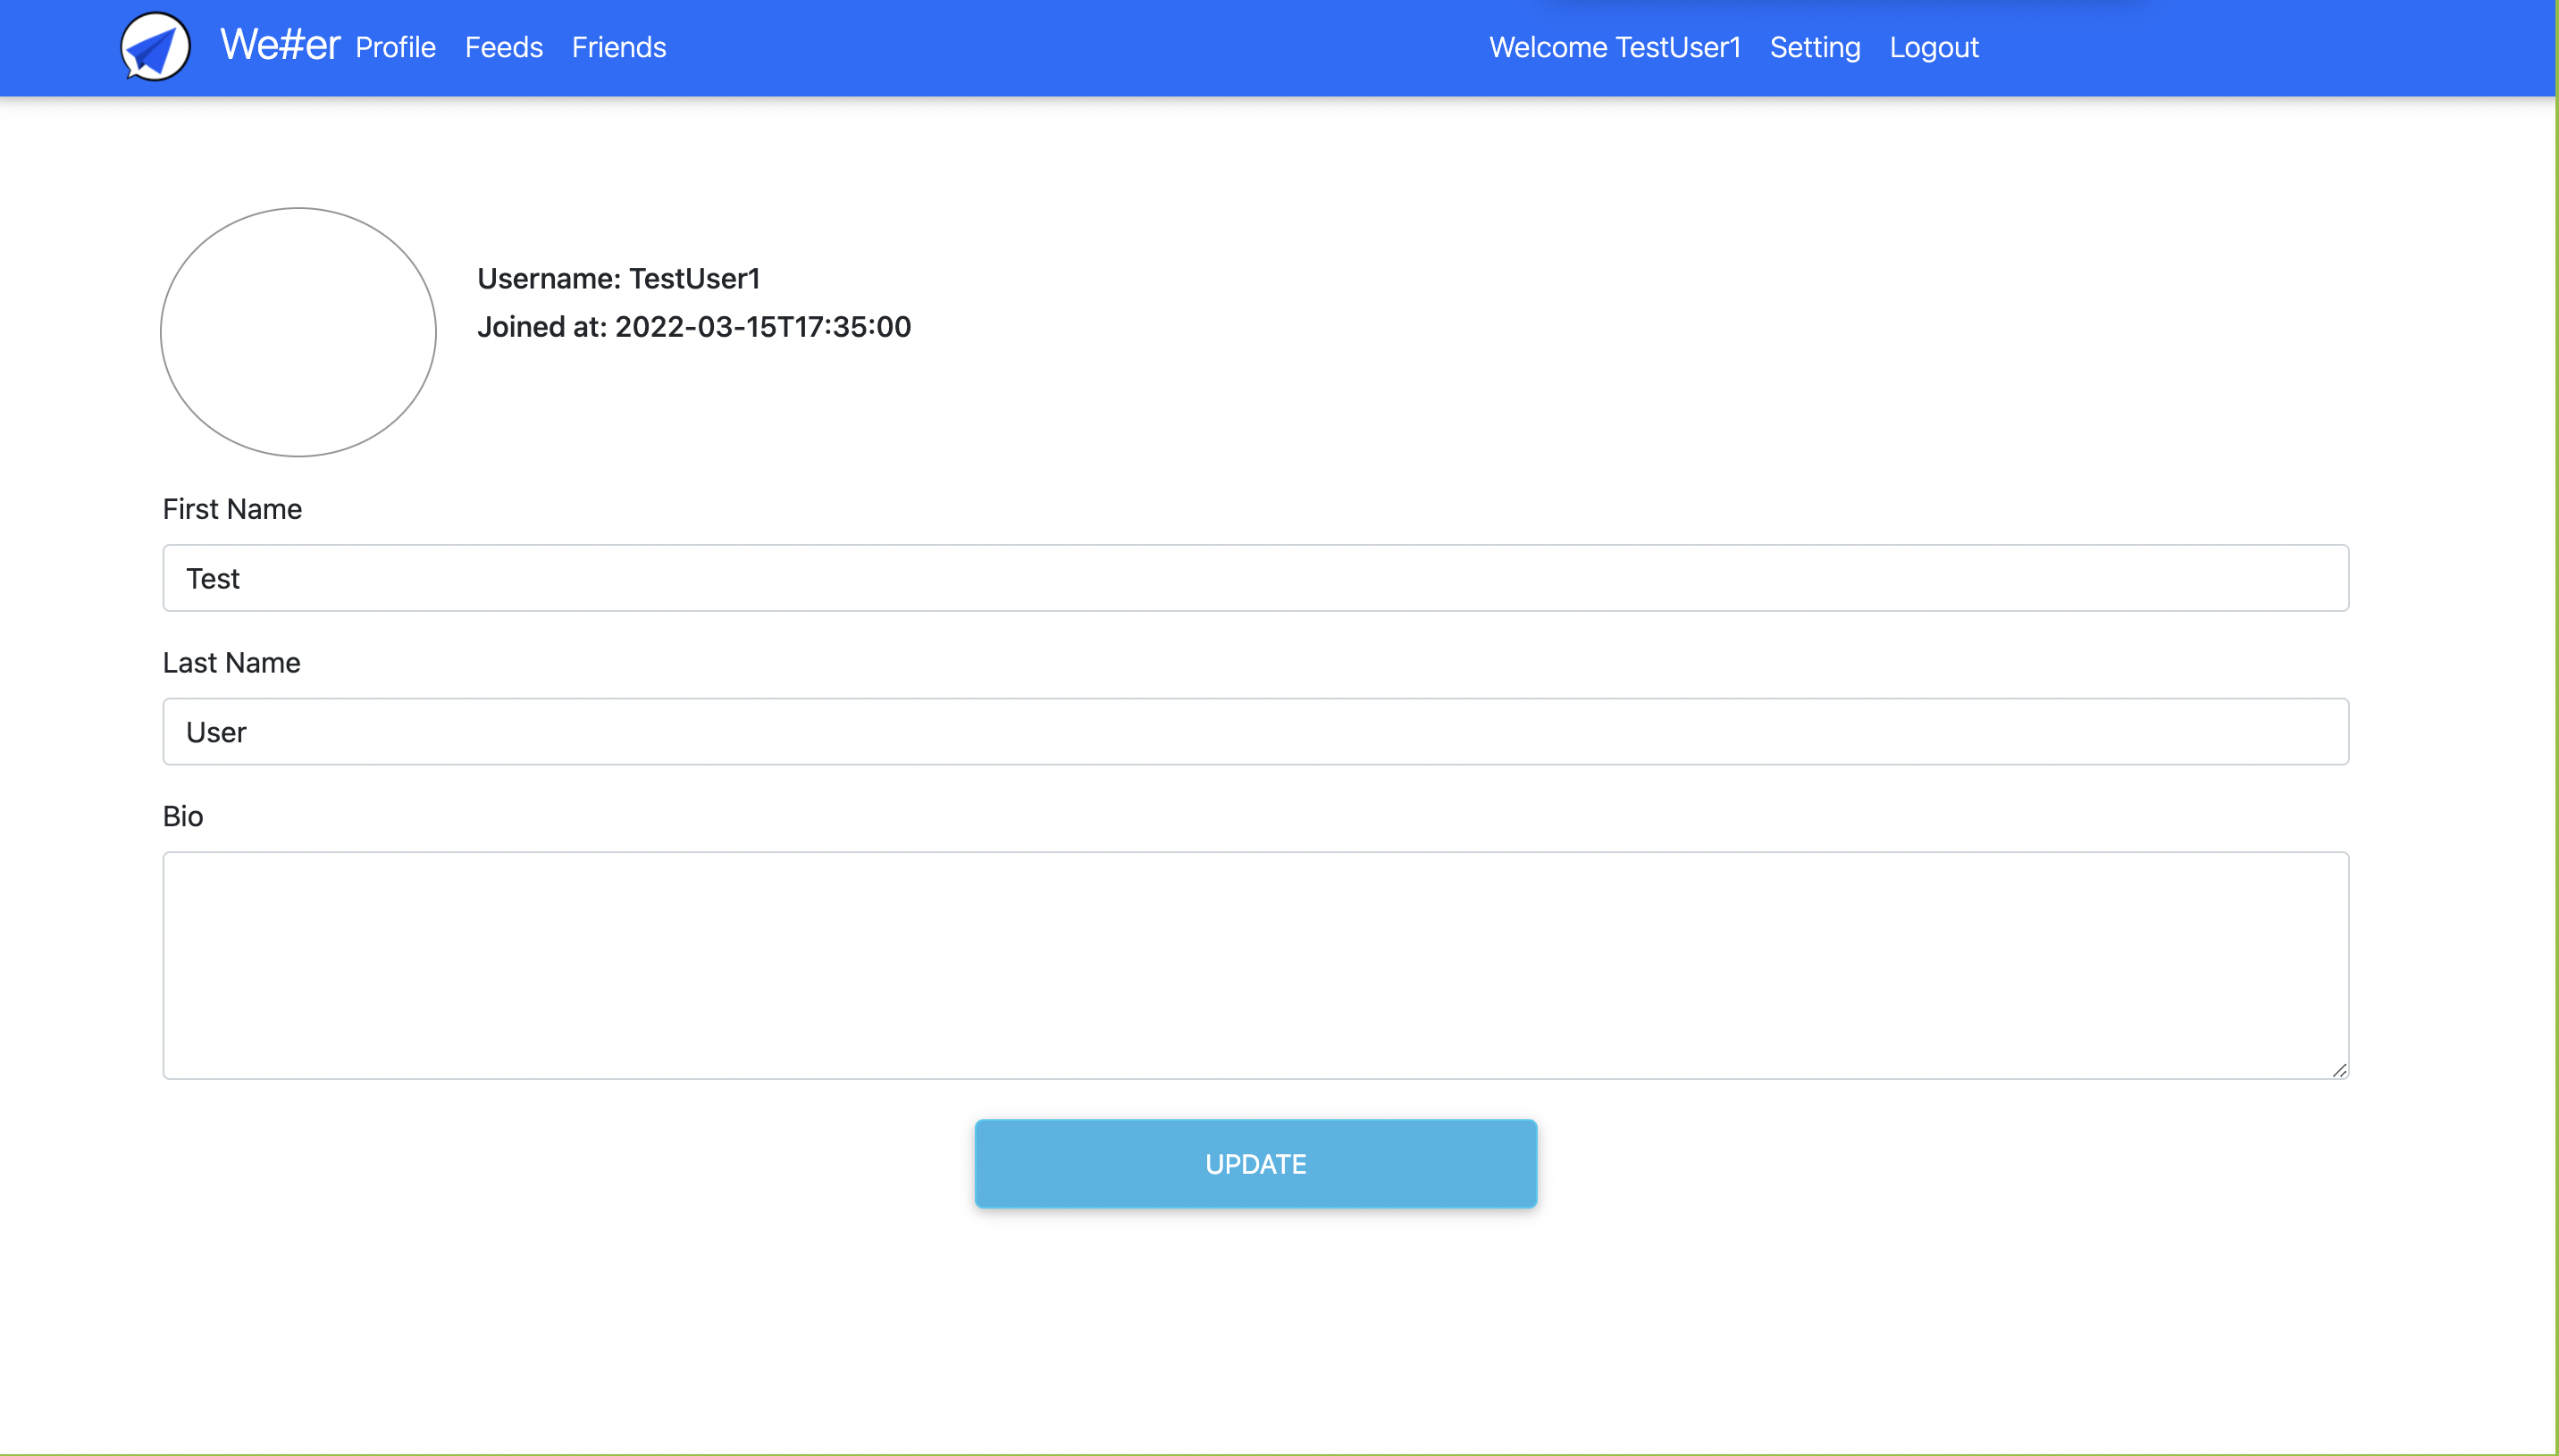 We#er Profile Feeds Friends Welcome TestUser1 Setting Logout
Username: TestUser1
Joined at: 2022-03-15T17:35:00
First Name
Test
Last Name
User
Bio
UPDATE